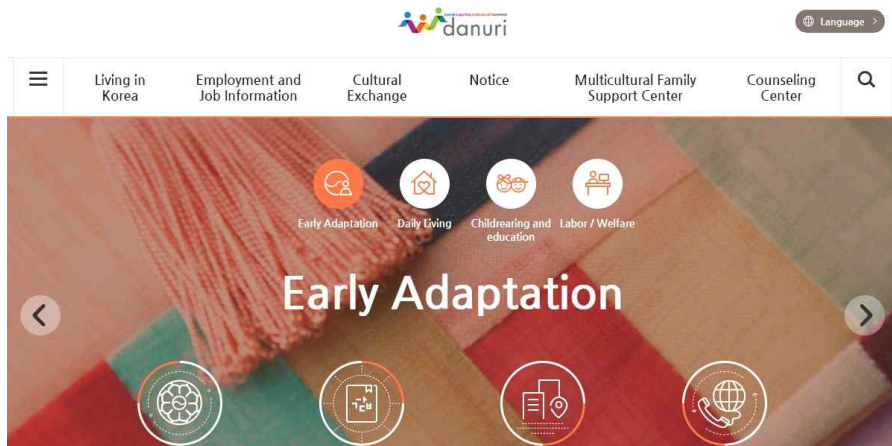 danuri
Language
Living in
Korea
Employment and
Job Information
Cultural
Exchange
Notice
Multicultural Family
Support Center
Counseling
Center
Early Adaptation
Daily Living
Childrearing and
education
Labor / Welfare
Early Adaptation